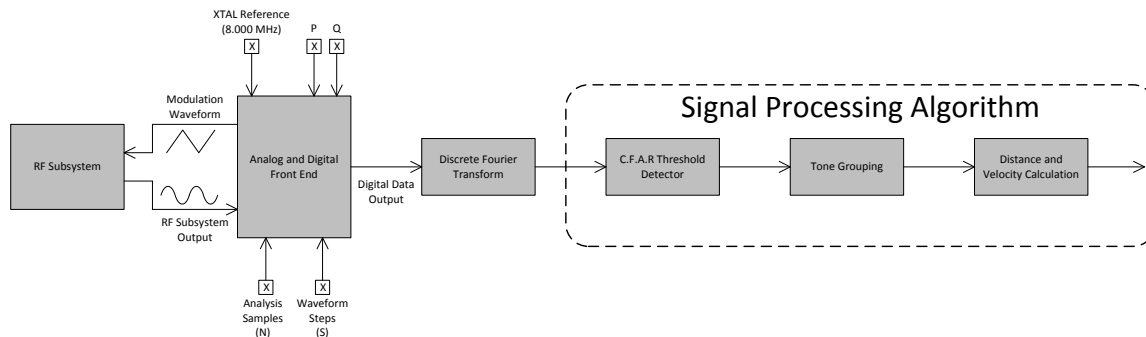 XTAL Reference
(8.000 MHz)
P
Q
X
X
X
Modulation
Waveform
Signal Processing Algorithm
RF Subsystem
Analog and Digital
Front End
Discrete Fourier
Transform
C.F.A.R Threshold
Detector
Tone Grouping
Distance and
Velocity Calculation
Digital Data
Output
RF Subsystem
Output
X
X
Analysis
Samples
(N)
Waveform
Steps
(S)